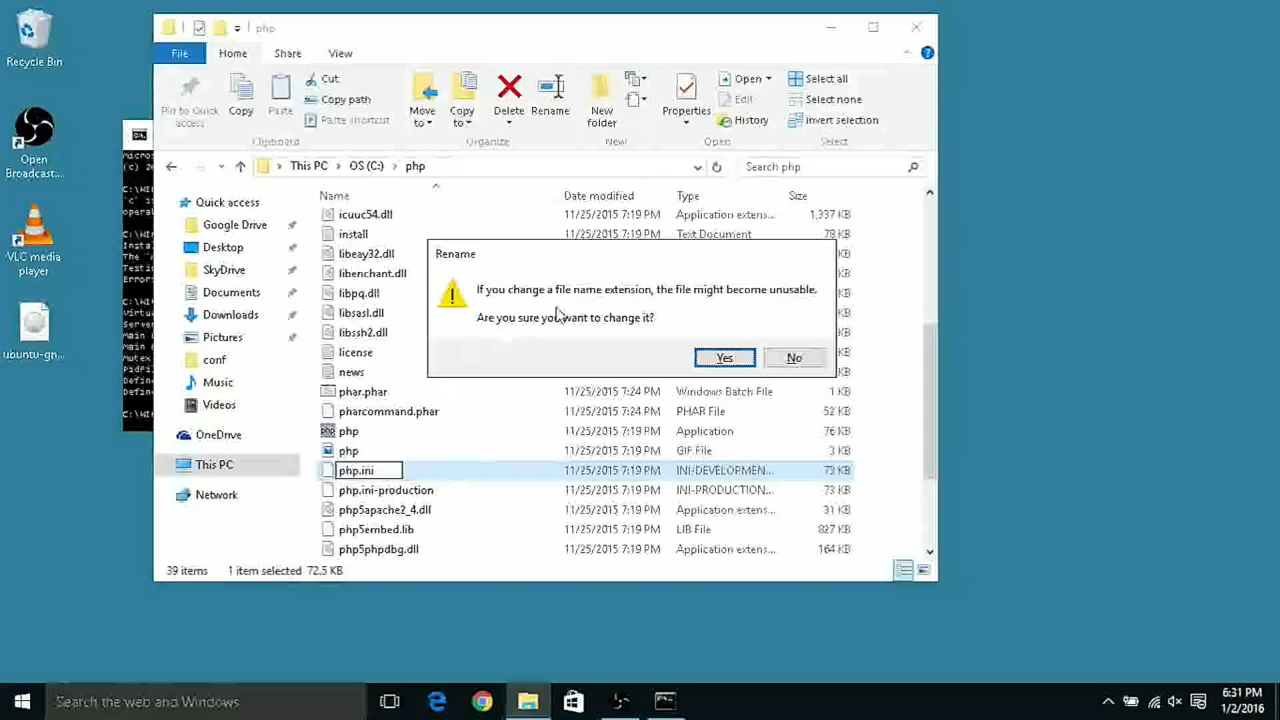 Recycle Bin
Open
Broadcast...
VLC media
player
ubuntu-gn...
php
File Home Share View
Pin to Quick
access
Copy
Paste
Cut
Copy path
Paste shortcut
Clipboard
Move
to
Copy
to
Delete
Rename
Organize
New
folder
New
Properties
Open
Edit
History
Open
Select all
Select none
Invert selection
Select
This PC > OS (C:) > php
Search php
Quick access
Google Drive
Desktop
SkyDrive
Documents
Downloads
Pictures
conf
Music
Videos
OneDrive
This PC
Network
Name Date modified Type Size
icuuc54.dll 11/25/2015 7:19 PM Application extens... 1,337 KB
install 11/25/2015 7:19 PM Text Document 78 KB
libeay32.dll KB
libenchant.dll KB
libpq.dll KB
libsasl.dll KB
libssh2.dll KB
license KB
news KB
phar.phar 11/25/2015 7:24 PM Windows Batch File 1 KB
pharcommand.phar 11/25/2015 7:24 PM PHAR File 52 KB
php 11/25/2015 7:19 PM Application 76 KB
php 11/25/2015 7:19 PM GIF File 3 KB
php.ini 11/25/2015 7:19 PM INI-DEVELOPMEN... 73 KB
php.ini-production 11/25/2015 7:19 PM INI-PRODUCTION... 73 KB
php5apache2_4.dll 11/25/2015 7:19 PM Application extens... 31 KB
php5embed.lib 11/25/2015 7:19 PM LIB File 827 KB
php5phpdbg.dll 11/25/2015 7:19 PM Application extens... 164 KB
Rename
If you change a file name extension, the file might become unusable.
Are you sure you want to change it?
Yes No
39 items 1 item selected 72.5 KB
Search the web and Windows
6:31 PM
1/2/2016